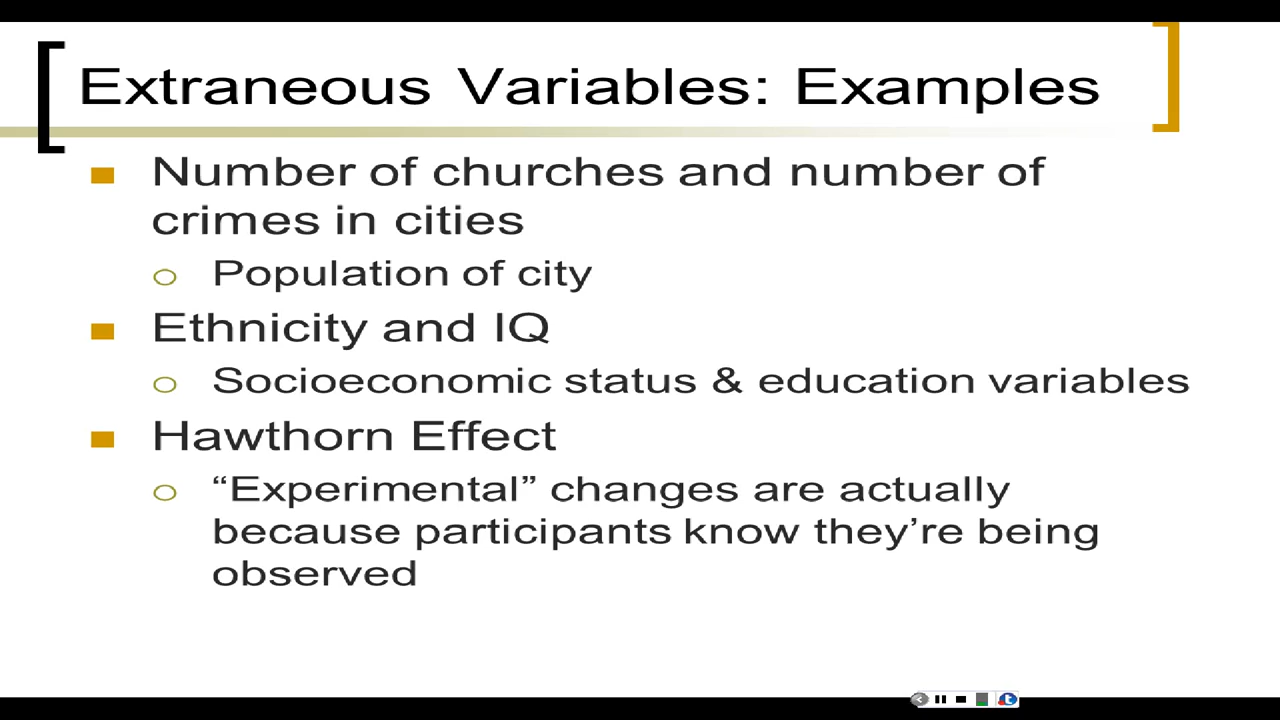 Extraneous Variables: Examples
Number of churches and number of
crimes in cities
Population of city
Ethnicity and IQ
Socioeconomic status & education variables
Hawthorn Effect
“Experimental” changes are actually
because participants know they’re being
observed